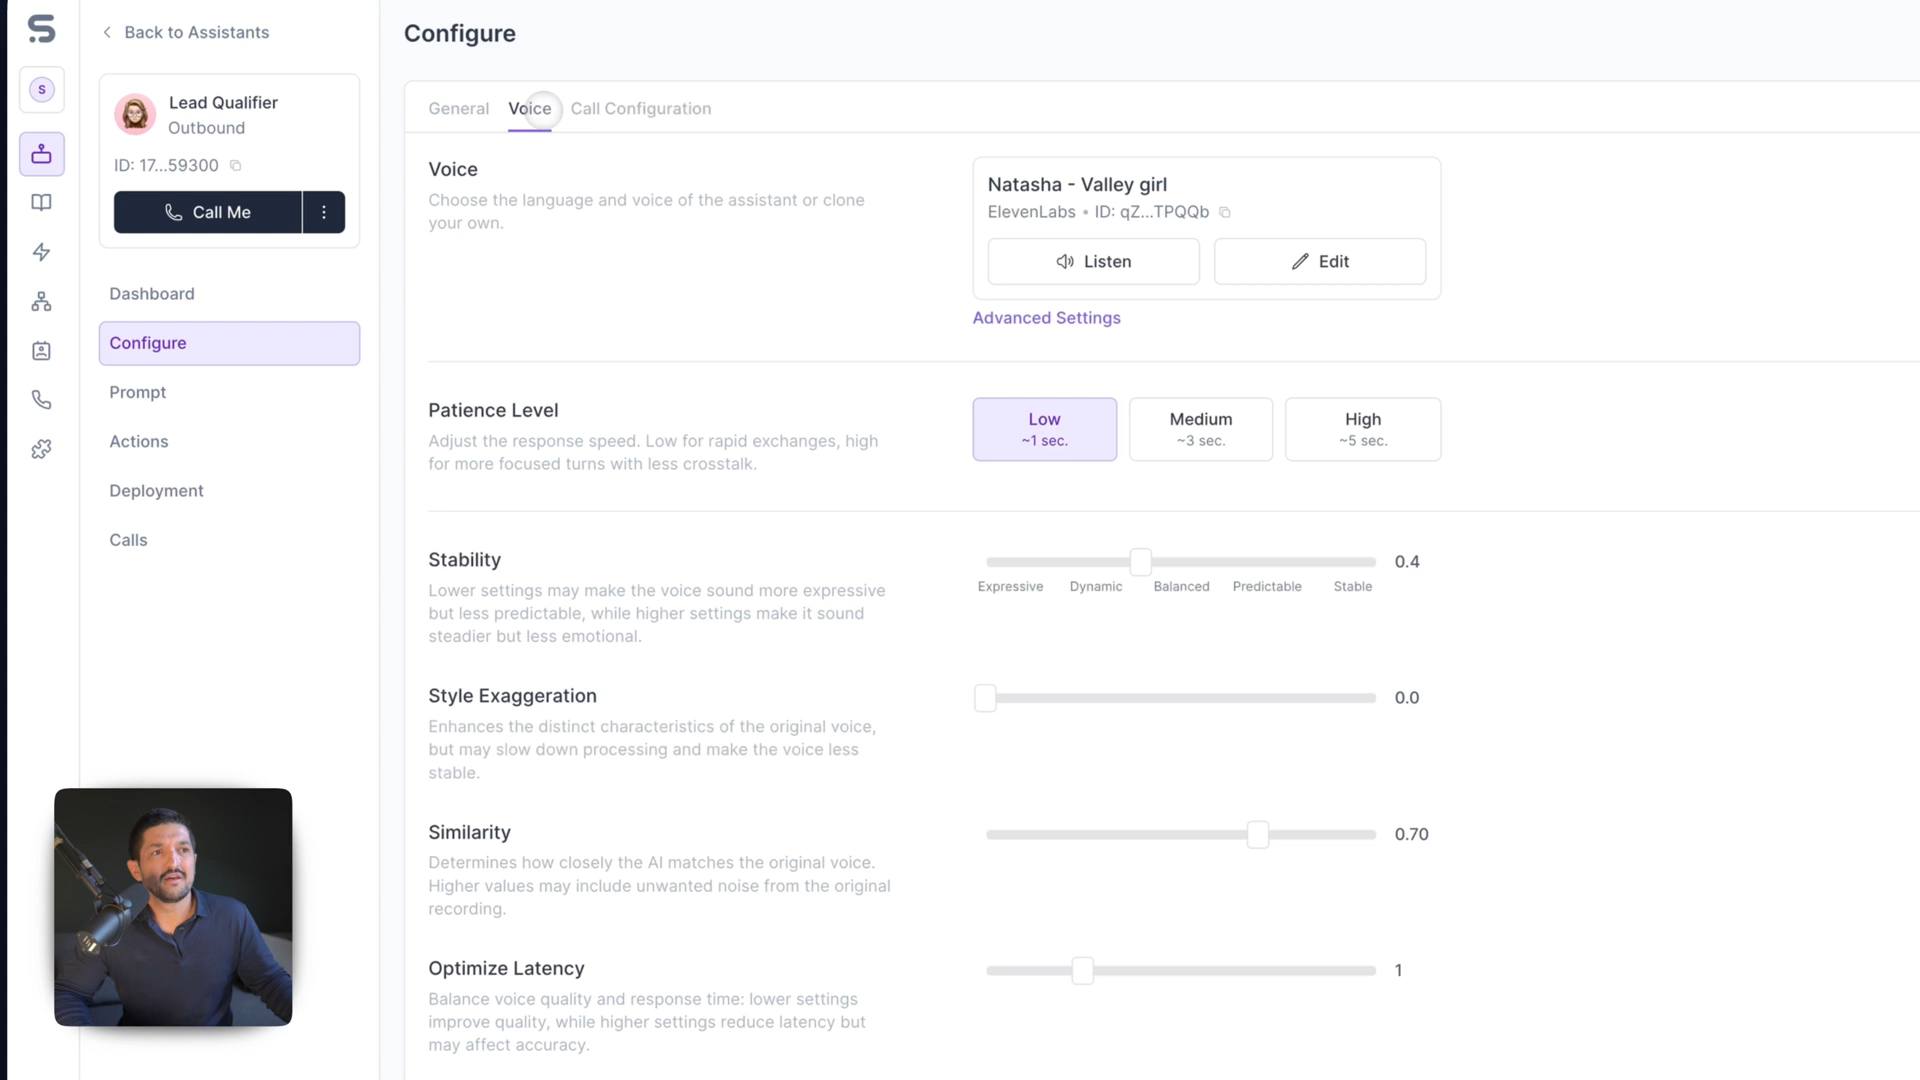 Back to Assistants
S
Lead Qualifier
Outbound
ID: 17...59300
Call Me
Dashboard
Configure
Prompt
Actions
Deployment
Calls
Configure
General
Voice
Call Configuration
Voice
Choose the language and voice of the assistant or clone
your own.
Natasha - Valley girl
ElevenLabs • ID: qZ...TPQQb
Listen
Edit
Advanced Settings
Patience Level
Adjust the response speed. Low for rapid exchanges, high
for more focused turns with less crosstalk.
Low
~1 sec.
Medium
~3 sec.
High
~5 sec.
Stability
Lower settings may make the voice sound more expressive
but less predictable, while higher settings make it sound
steadier but less emotional.
0.4
Expressive
Dynamic
Balanced
Predictable
Stable
Style Exaggeration
Enhances the distinct characteristics of the original voice,
but may slow down processing and make the voice less
stable.
0.0
Similarity
Determines how closely the AI matches the original voice.
Higher values may include unwanted noise from the original
recording.
0.70
Optimize Latency
Balance voice quality and response time: lower settings
improve quality, while higher settings reduce latency but
may affect accuracy.
1